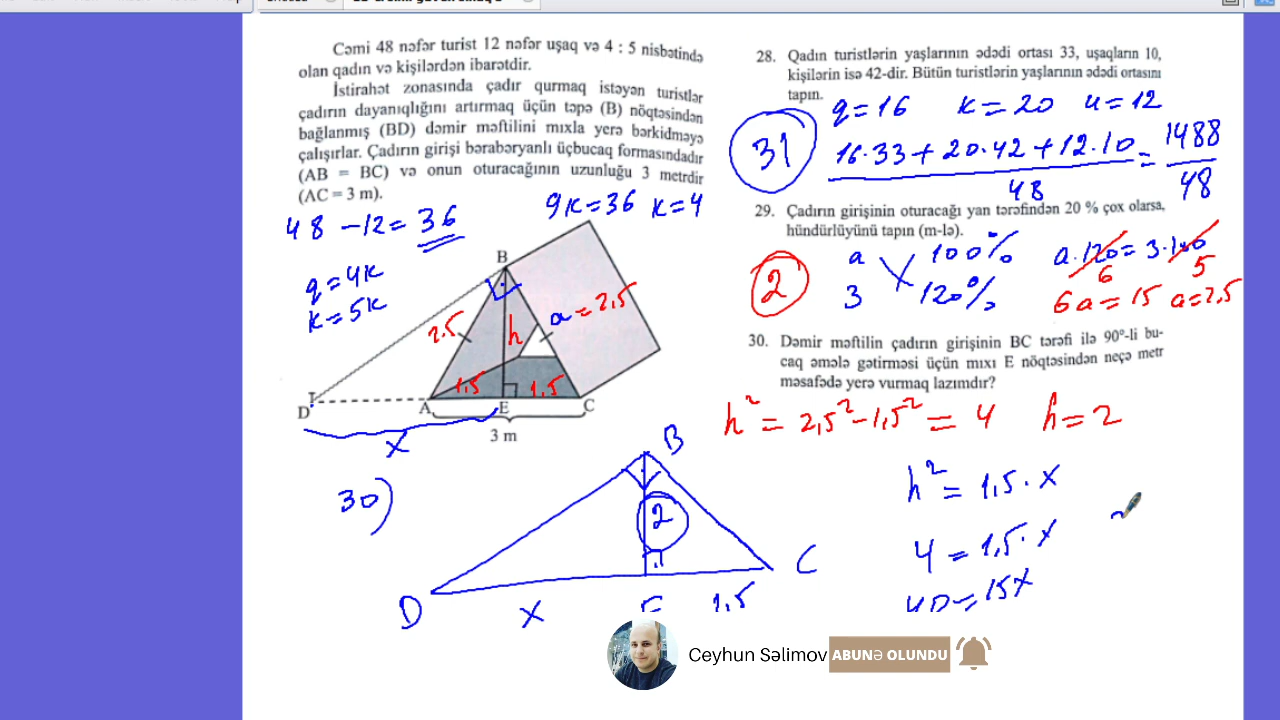 Cəmi 48 nəfər turist 12 nəfər uşaq və 4 : 5 nisbətində
olan qadın və kişilərdən ibarətdir.
İstirahət zonasında çadır qurmaq istəyən turistlər
çadırın dayanıqlığını artırmaq üçün təpə (B) nöqtəsindən
bağlanmış (BD) dəmir məftilini mıxla yerə bərkidməyə
çalışırlar. Çadırın girişi bərabəryanlı üçbucaq formasındadır
(AB = BC) və onun oturacağının uzunluğu 3 metrdir
(AC = 3 m).
48 - 12 = 36
9k = 36 k = 4
q = 4k
k = 5k
B
2.5
h
a = 2,5
1,5
1,5
D
A
E
C
x
3 m
28. Qadın turistlərin yaşlarının ədədi ortası 33, uşaqların 10,
kişilərin isə 42-dir. Bütün turistlərin yaşlarının ədədi ortasını
tapın.
q = 16 k = 20 u = 12
31
16.33 + 20.42 + 12.10 = 1488
48 48
29. Çadırın girişinin oturacağı yan tərəfindən 20 % çox olarsa,
hündürlüyünü tapın (m-lə).
2
a 100% a.120 = 3.100
6 5
3 120% 6a = 15 a = 2,5
30. Dəmir məftilin çadırın girişinin BC tərəfi ilə 90°-li bu-
caq əmələ gətirməsi üçün mıxı E nöqtəsindən neçə metr
məsafədə yerə vurmaq lazımdır?
h² = 2,5² - 1,5² = 4 h = 2
30)
B
2
C
D
x
1,5
h² = 1,5 . x
4 = 1,5 . x
40 = 15x
Ceyhun Səlimov ABUNƏ OLUNDU